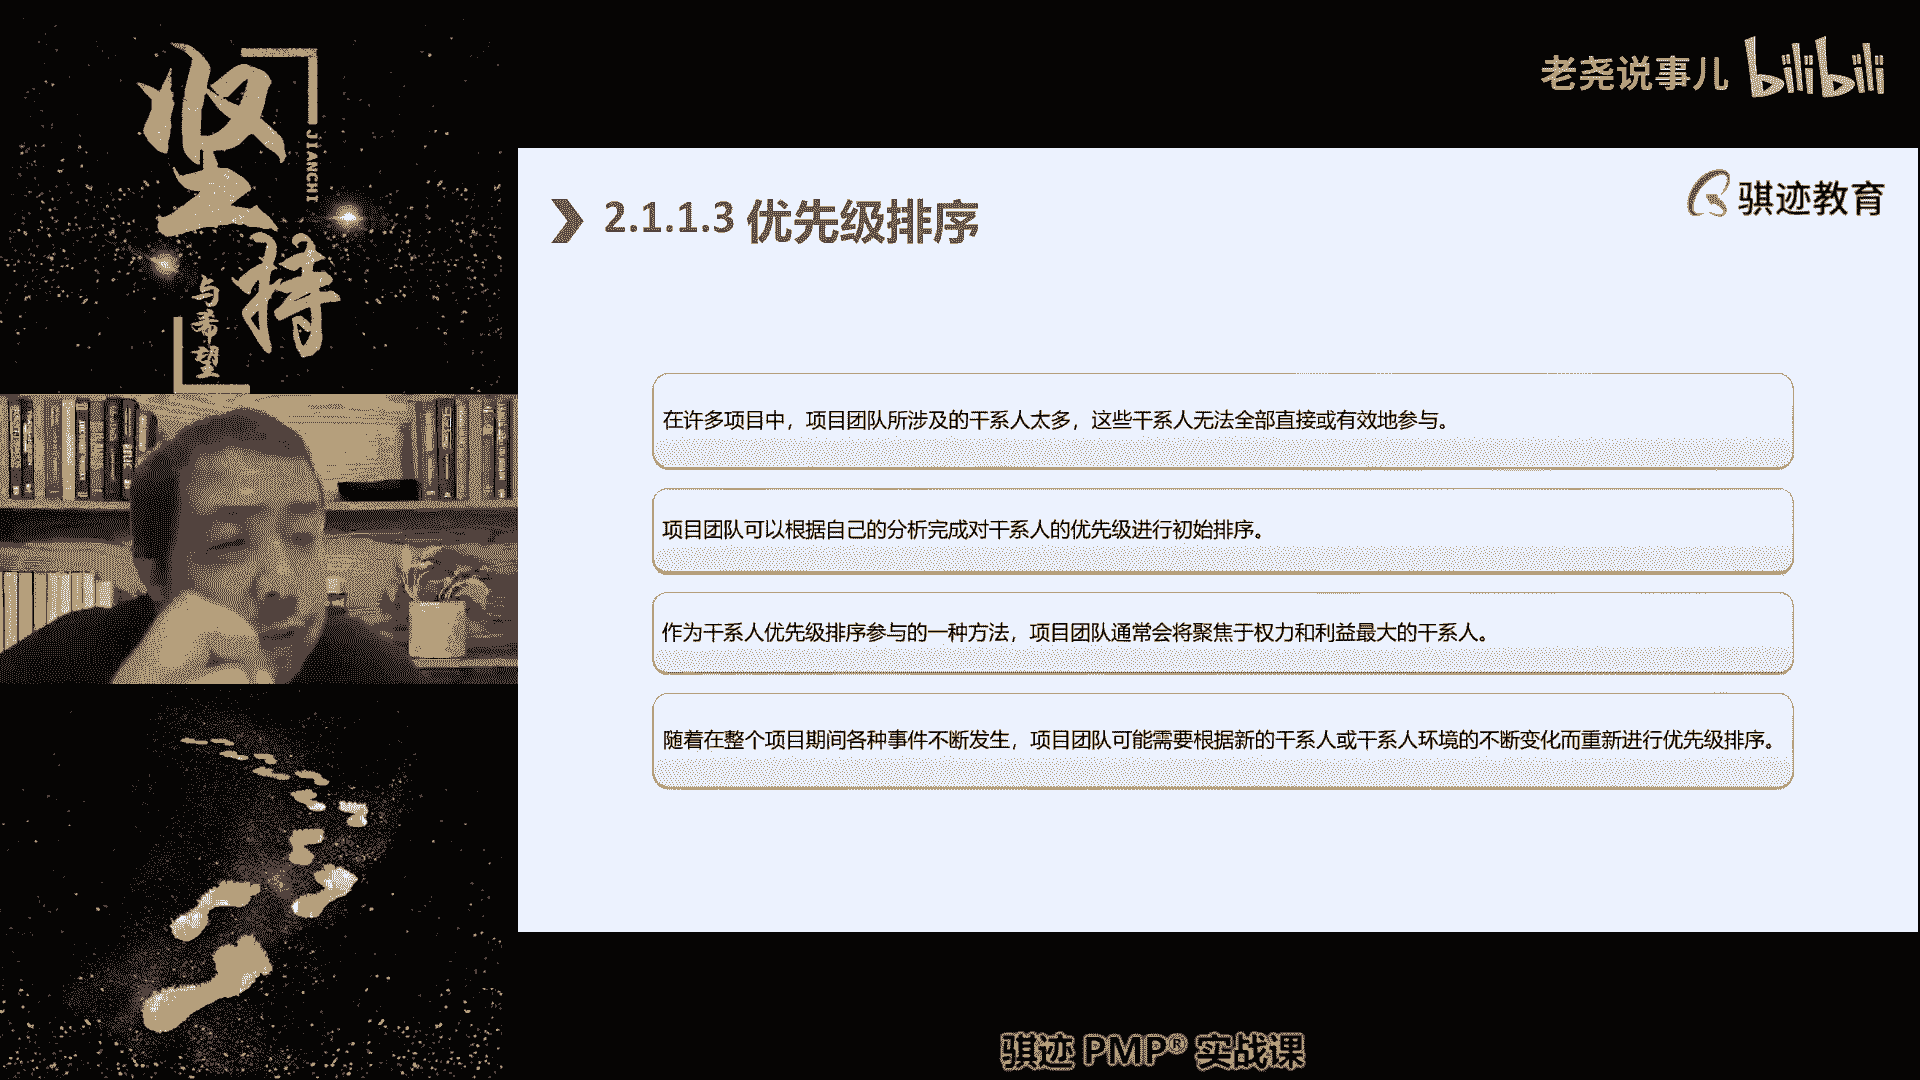 坚持
JIANCHI
与希望
老尧说事儿 bilibili
骐迹教育
2.1.1.3 优先级排序
在许多项目中，项目团队所涉及的干系人太多，这些干系人无法全部直接或有效地参与。
项目团队可以根据自己的分析完成对干系人的优先级进行初始排序。
作为干系人优先级排序参与的一种方法，项目团队通常会将聚焦于权力和利益最大的干系人。
随着在整个项目期间各种事件不断发生，项目团队可能需要根据新的干系人或干系人环境的不断变化而重新进行优先级排序。
骐迹 PMP® 实战课